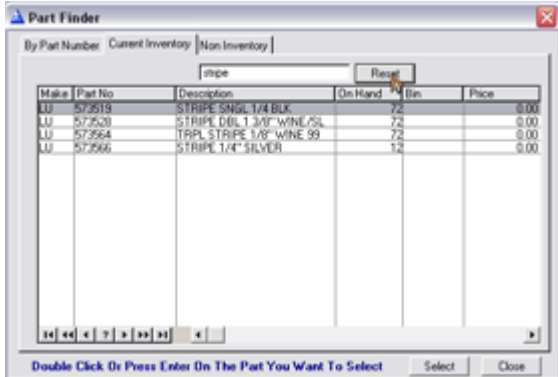 Part Finder
By Part Number Current Inventory Non Inventory
stripe Reset
Make Part No Description On Hand Bin Price
LU 573519 STRIPE SNGL 1/4 BLK 72 0.00
LU 573528 STRIPE DBL 1 3/8" WINE/SL 72 0.00
LU 573564 TRPL STRIPE 1/8" WINE 99 72 0.00
LU 573566 STRIPE 1/4" SILVER 12 0.00
Double Click Or Press Enter On The Part You Want To Select Select Close